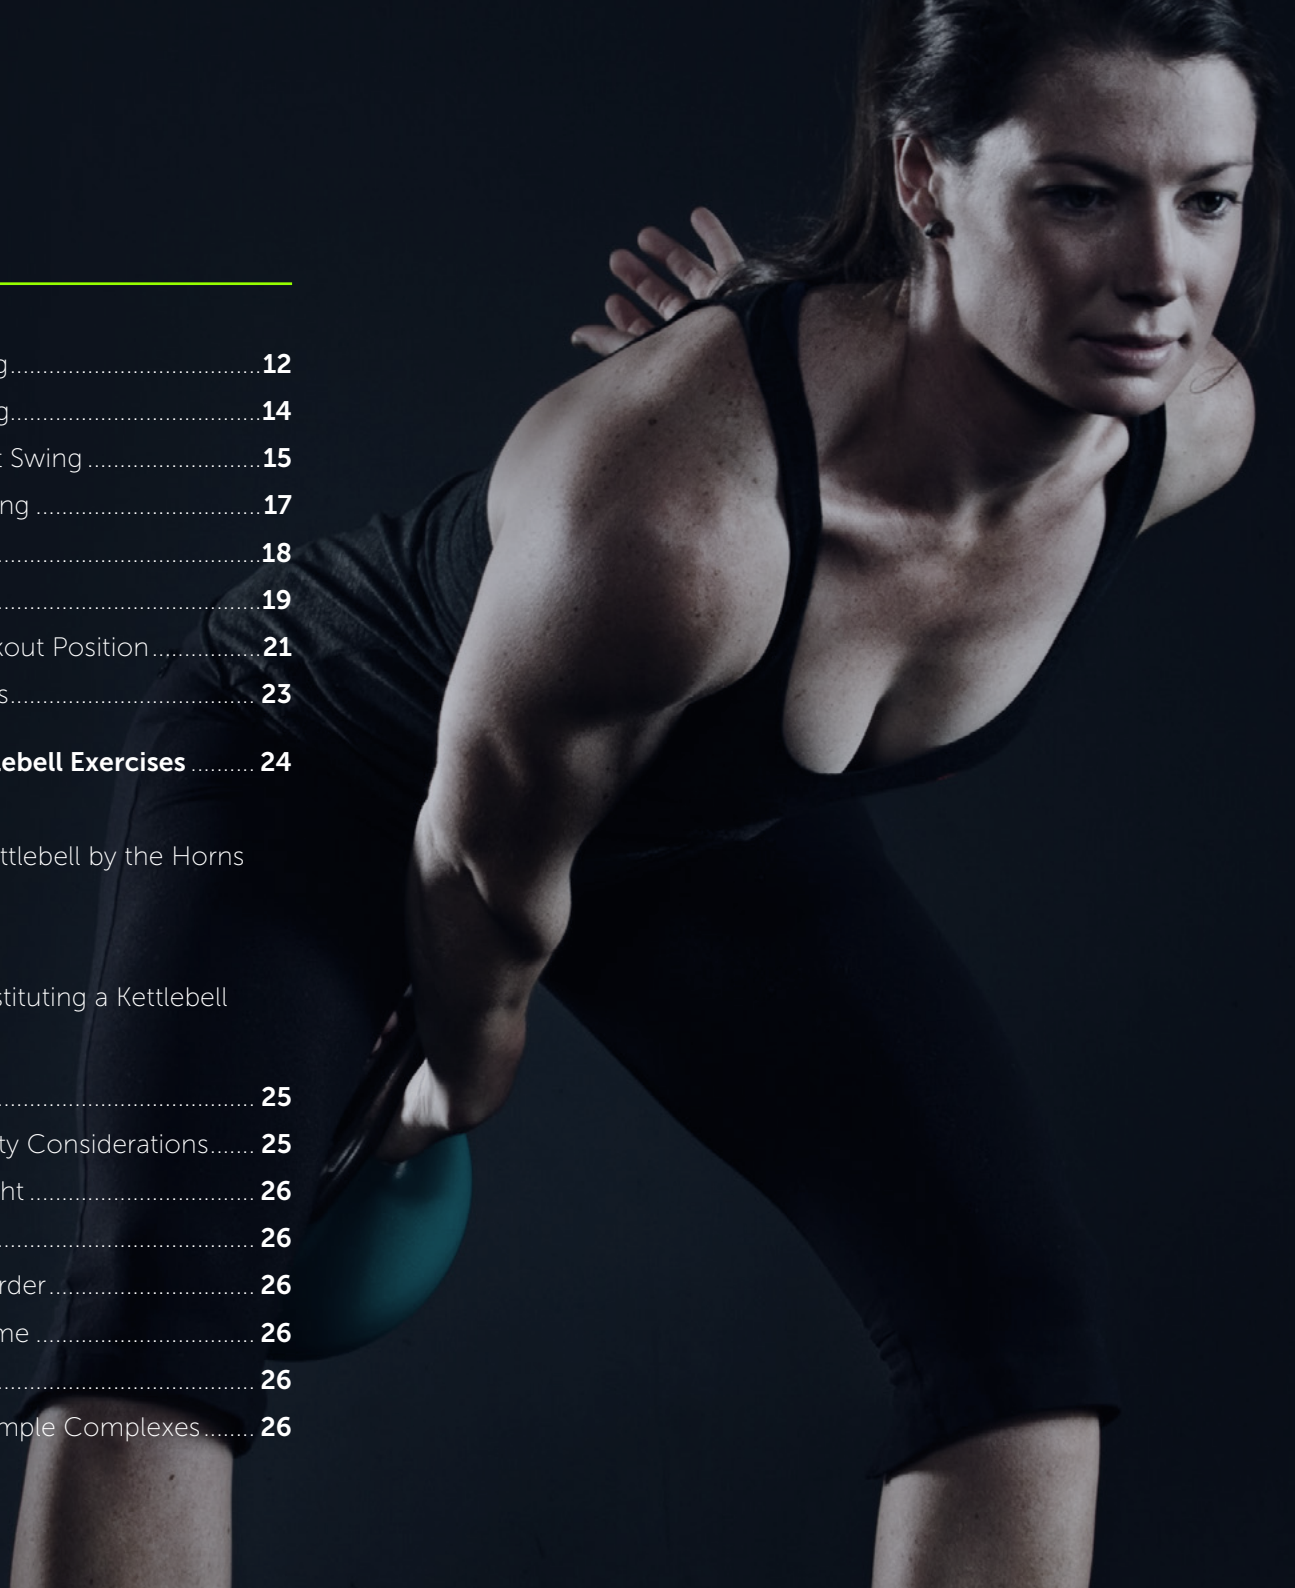 g....................................12
g....................................14
t Swing.........................15
ng ..................................17
.......................................18
.......................................19
kout Position................21
s....................................23
lebell Exercises ......... 24
ttlebell by the Horns
stituting a Kettlebell
....................................... 25
ty Considerations....... 25
ht .................................. 26
....................................... 26
rder................................ 26
me .................................. 26
....................................... 26
mple Complexes........ 26